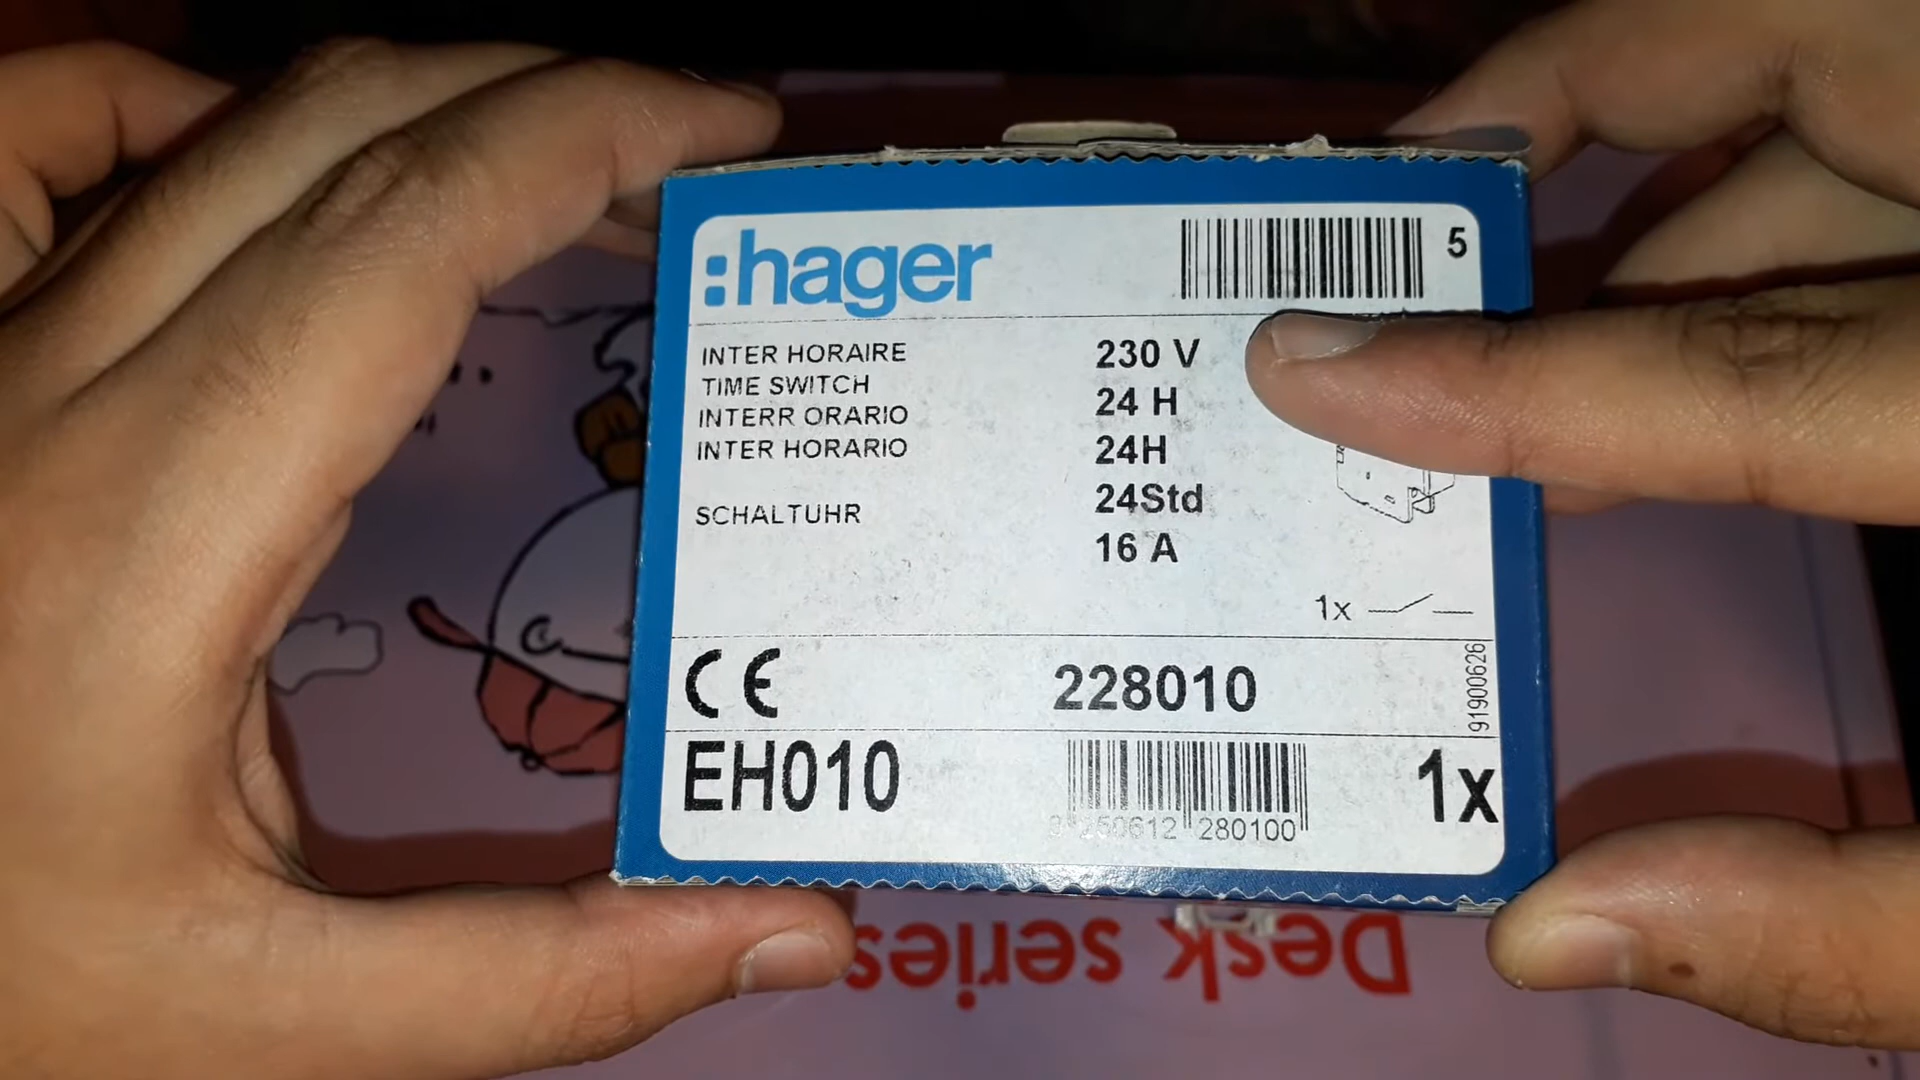 :hager
5
INTER HORAIRE 230 V
TIME SWITCH 24 H
INTERR ORARIO
INTER HORARIO 24H
SCHALTUHR 24Std
16 A
1x
CE 228010
91900626
EH010
250612 280100
1x
Desk series